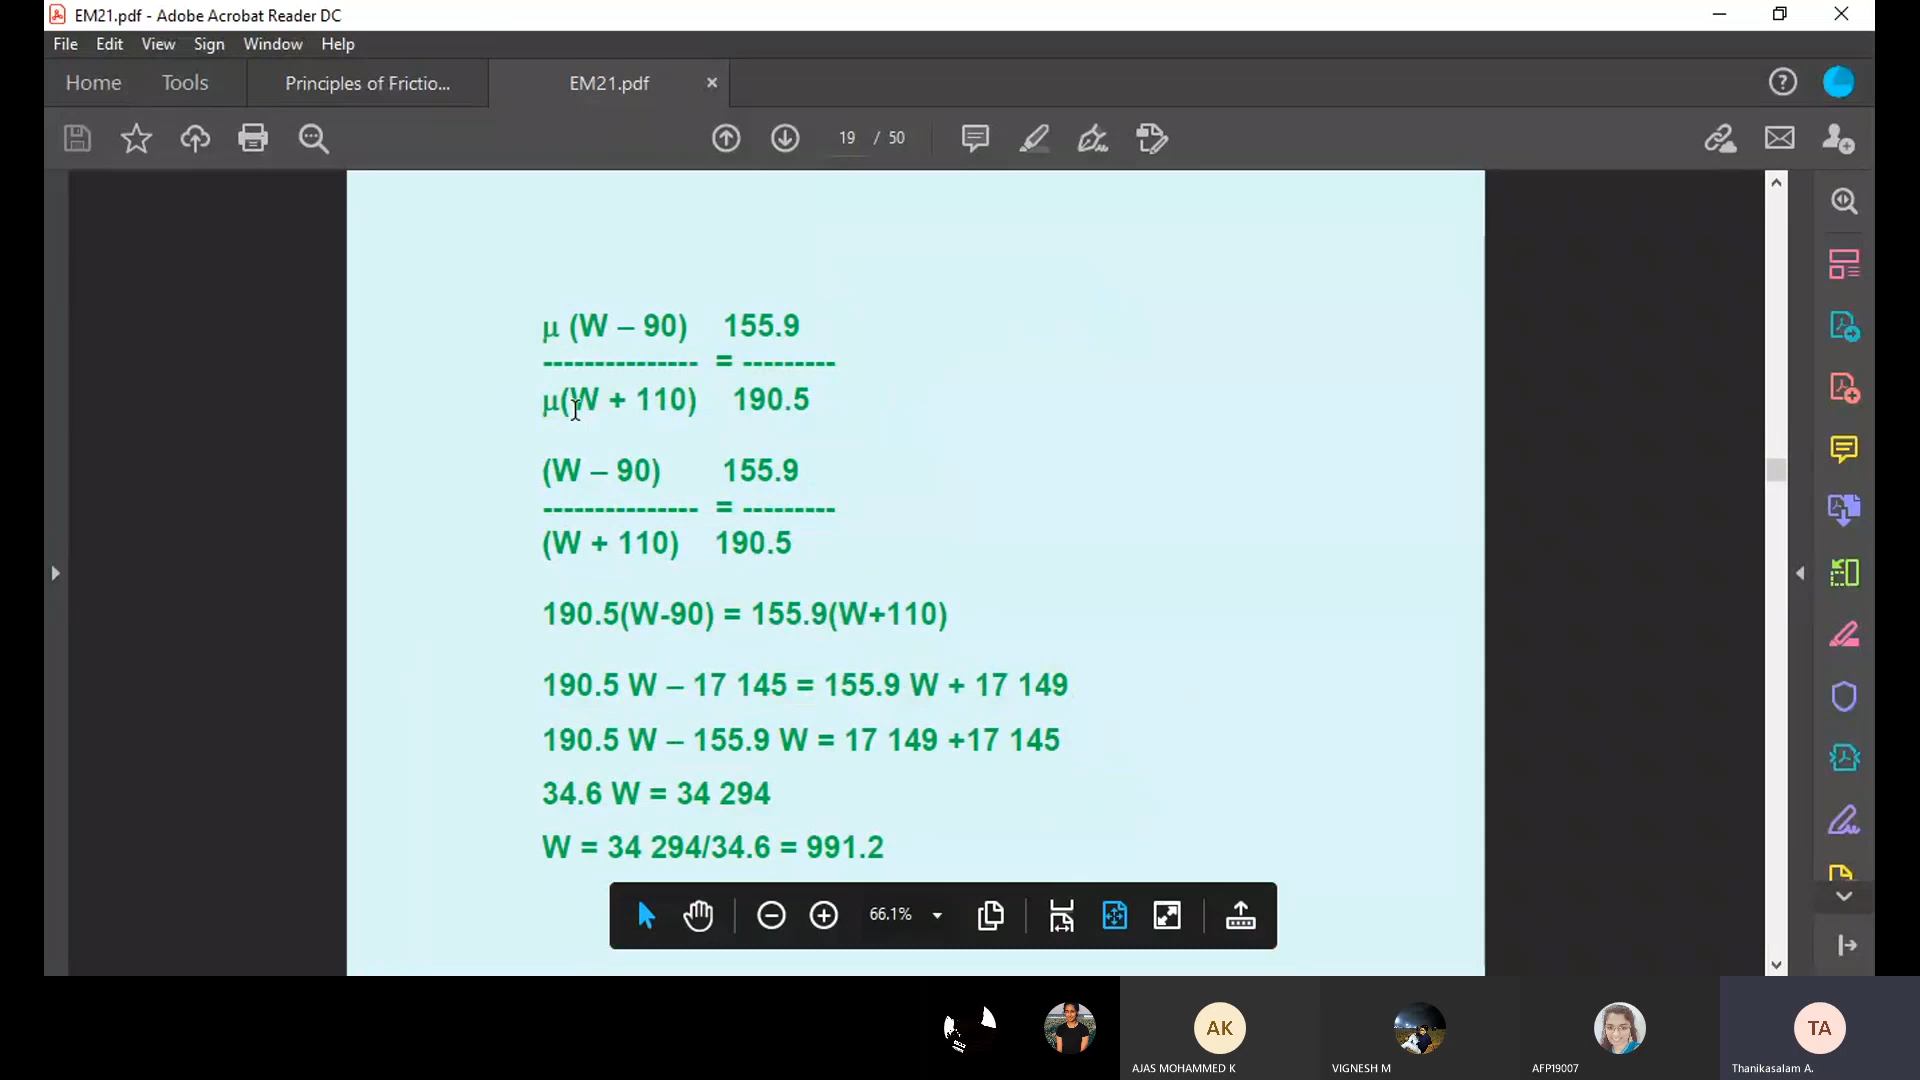 EM21.pdf - Adobe Acrobat Reader DC
File Edit View Sign Window Help
Home Tools Principles of Frictio... EM21.pdf
19 / 50
μ (W – 90) 155.9
--------------- = ---------
μ(W + 110) 190.5
(W – 90) 155.9
--------------- = ---------
(W + 110) 190.5
190.5(W-90) = 155.9(W+110)
190.5 W – 17 145 = 155.9 W + 17 149
190.5 W – 155.9 W = 17 149 +17 145
34.6 W = 34 294
W = 34 294/34.6 = 991.2
66.1%
AK TA
AJAS MOHAMMED K VIGNESH M AFP19007 Thanikasalam A.